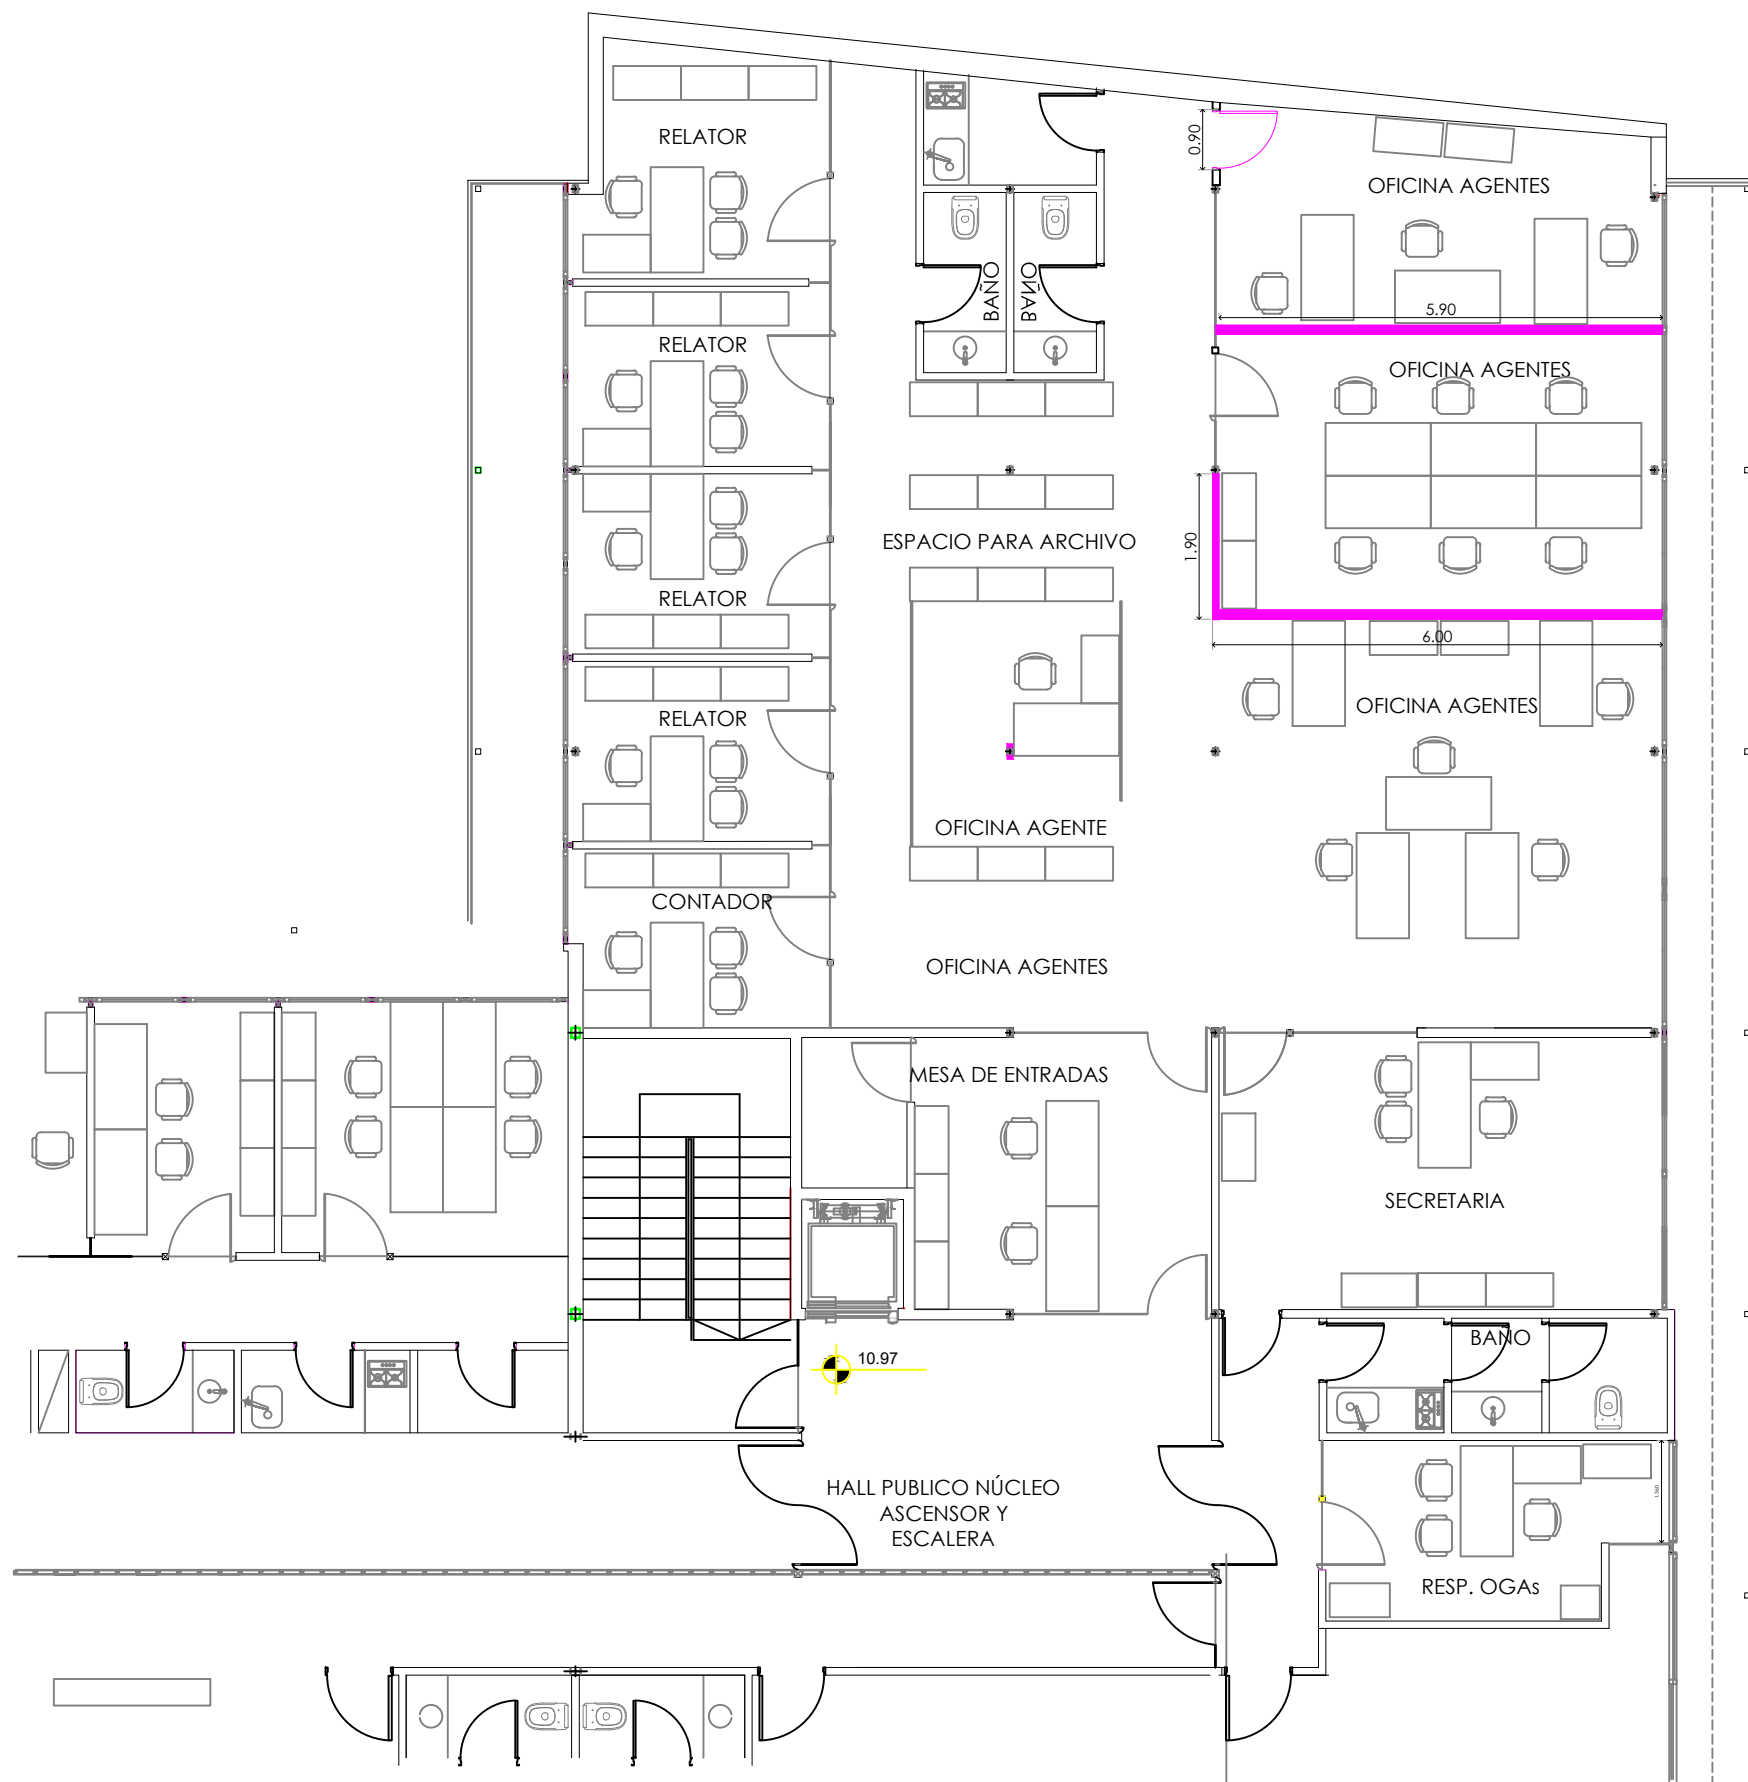 RELATOR
0.90
OFICINA AGENTES
BAÑO
BAÑO
5.90
RELATOR
OFICINA AGENTES
ESPACIO PARA ARCHIVO
1.90
RELATOR
6.00
RELATOR
OFICINA AGENTES
OFICINA AGENTE
CONTADOR
OFICINA AGENTES
MESA DE ENTRADAS
SECRETARIA
BAÑO
10.97
HALL PUBLICO NÚCLEO
ASCENSOR Y
ESCALERA
1.360
RESP. OGAs